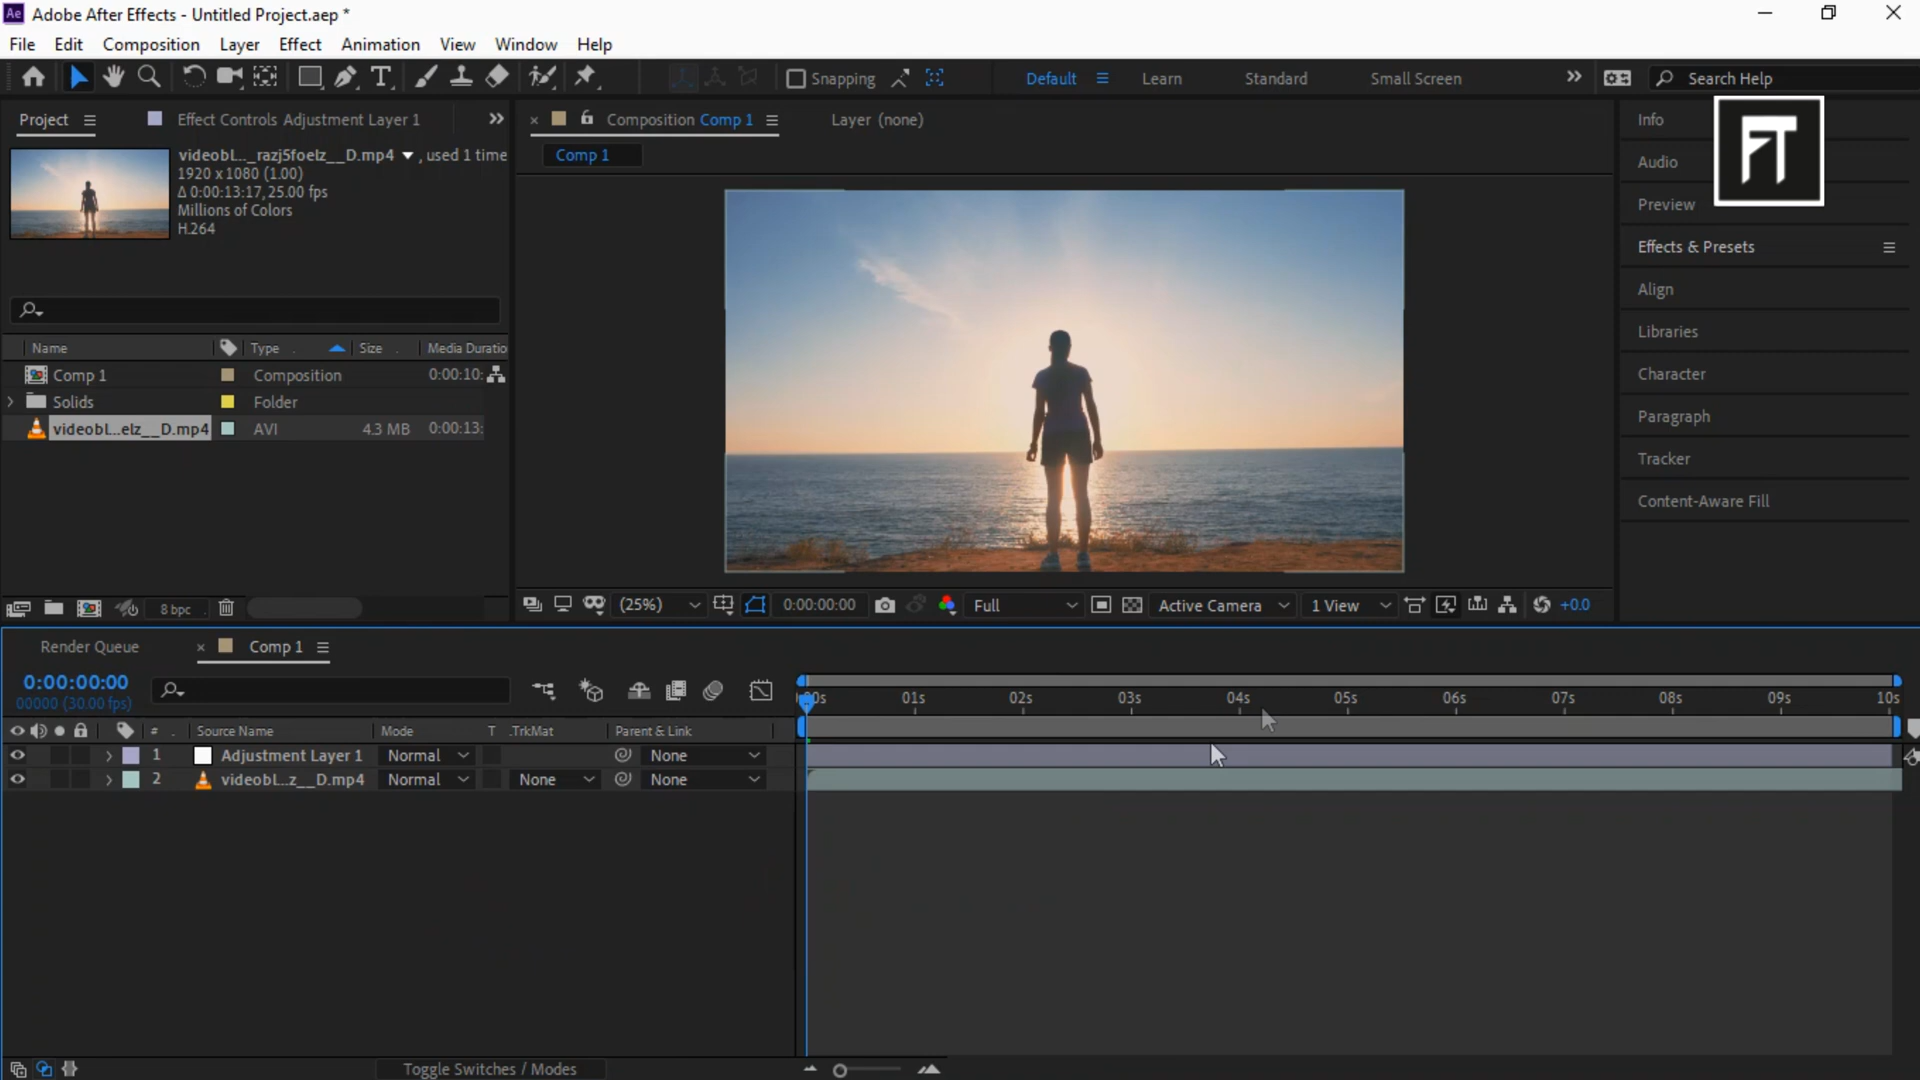 Ae Adobe After Effects - Untitled Project.aep *
File Edit Composition Layer Effect Animation View Window Help
Snapping Default Learn Standard Small Screen Search Help
Project Effect Controls Adjustment Layer 1
Composition Comp 1 Layer (none)
Comp 1
videobL..._razj5foelz__D.mp4 , used 1 time
1920 x 1080 (1.00)
Δ 0:00:13:17, 25.00 fps
Millions of Colors
H.264
Name Type Size Media Duratio
Comp 1 Composition 0:00:10:
Solids Folder
videobl...elz__D.mp4 AVI 4.3 MB 0:00:13:
8 bpc
(25%) 0:00:00:00 Full Active Camera 1 View +0.0
Info
FT
Audio
Preview
Effects & Presets
Align
Libraries
Character
Paragraph
Tracker
Content-Aware Fill
Render Queue Comp 1
0:00:00:00
00000 (30.00 fps)
00s 01s 02s 03s 04s 05s 06s 07s 08s 09s 10s
# Source Name Mode T .TrkMat Parent & Link
1 Adjustment Layer 1 Normal None
2 videobL...z__D.mp4 Normal None None
Toggle Switches / Modes